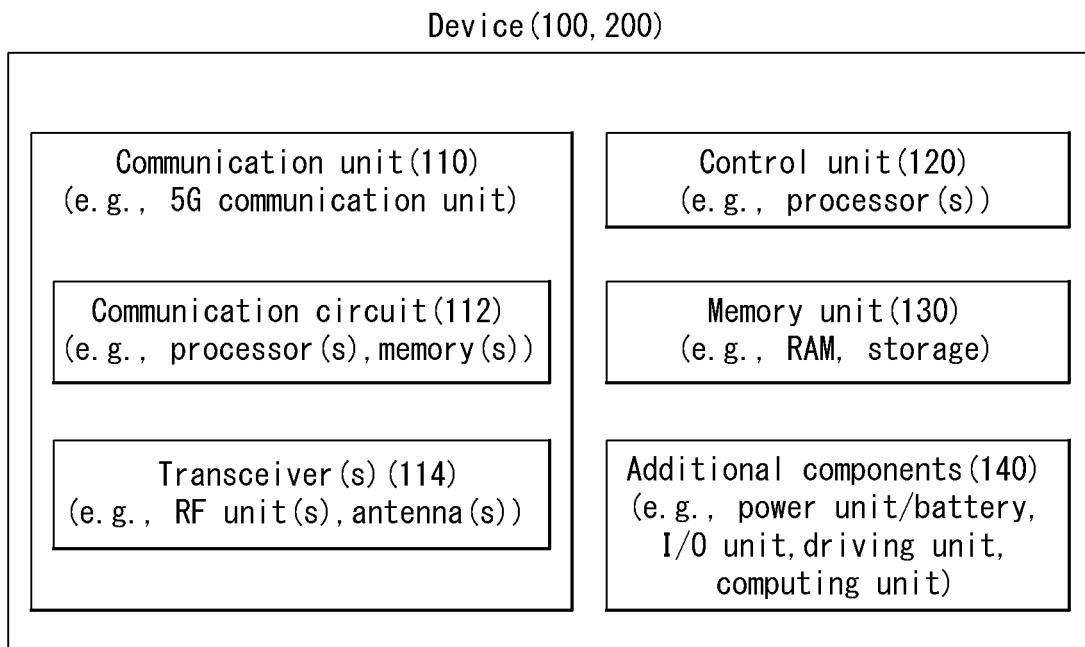 Device(100,200)
Communication unit(110)
(e.g., 5G communication unit)
Communication circuit(112)
(e.g., processor(s),memory(s))
Transceiver(s)(114)
(e.g., RF unit(s),antenna(s))
Control unit(120)
(e.g., processor(s))
Memory unit(130)
(e.g., RAM, storage)
Additional components(140)
(e.g., power unit/battery,
I/O unit,driving unit,
computing unit)